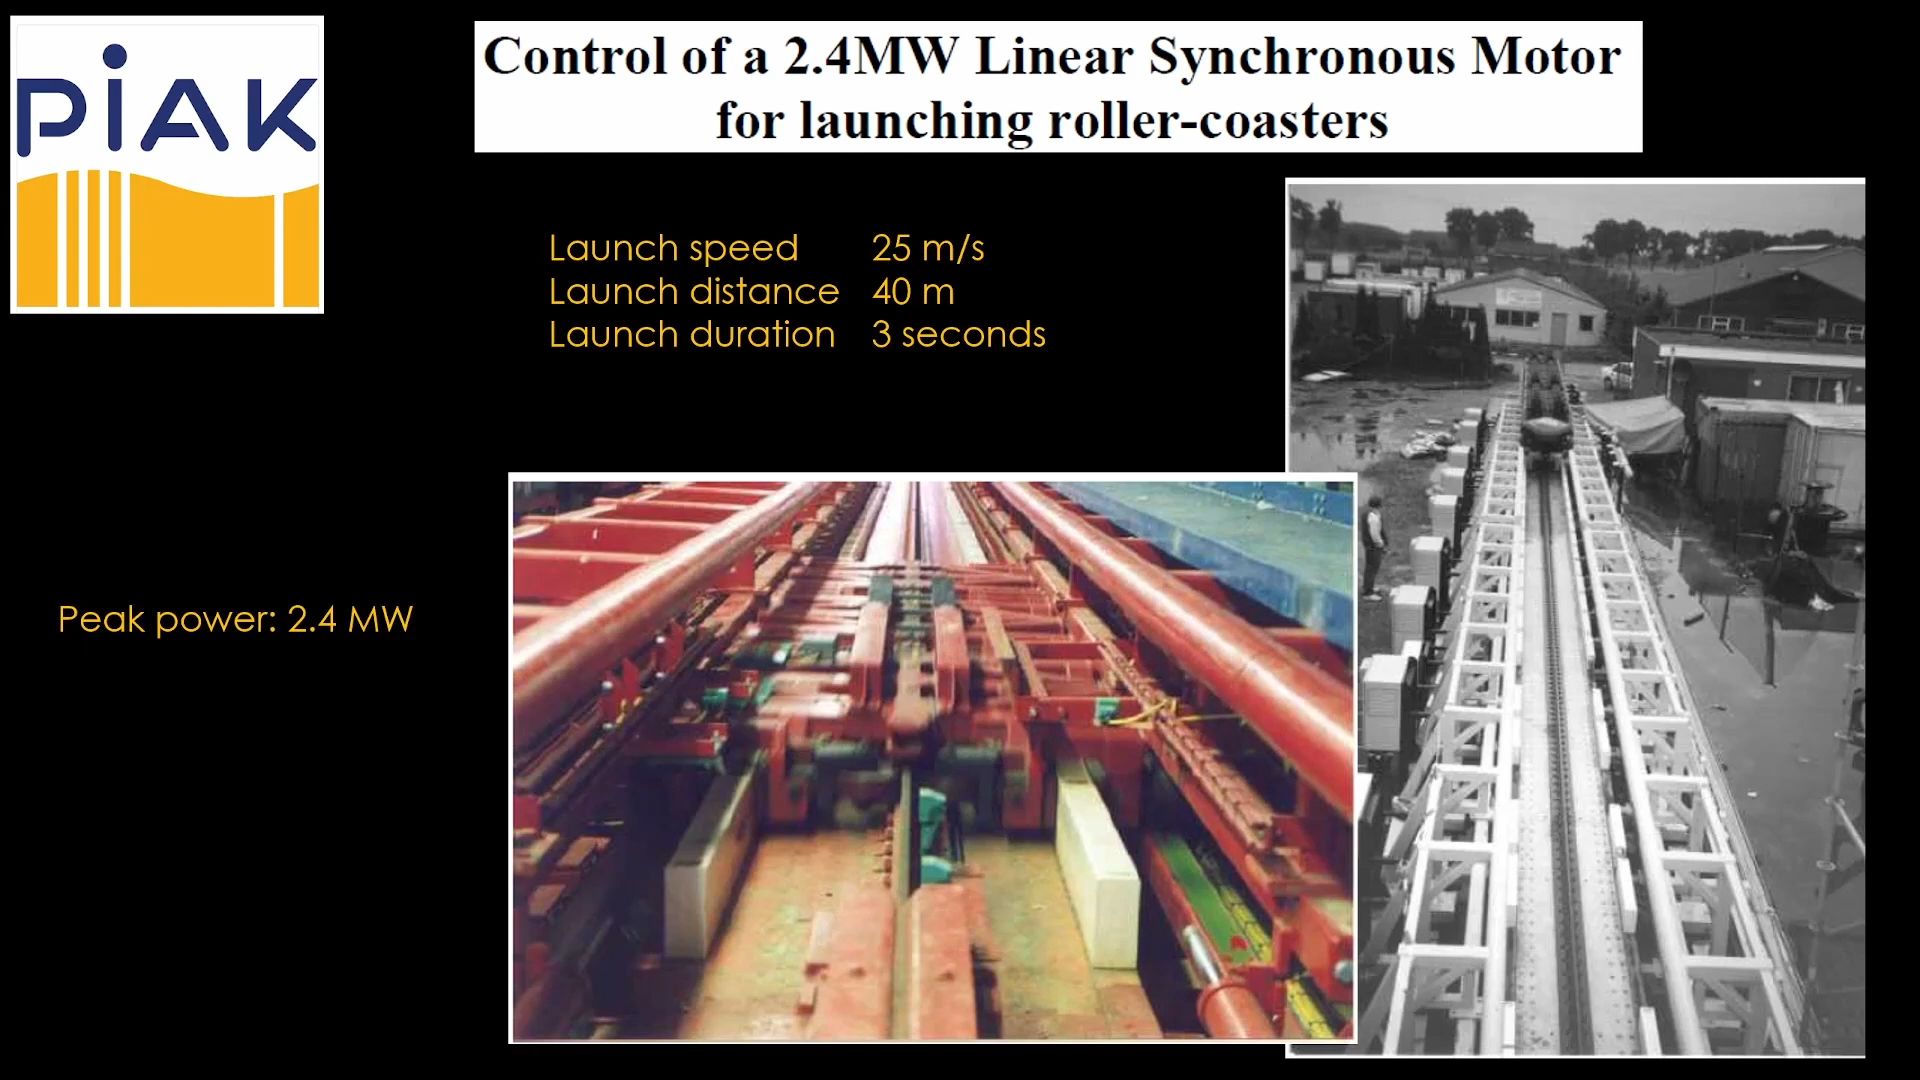 PIAK
Control of a 2.4MW Linear Synchronous Motor
for launching roller-coasters
Launch speed 25 m/s
Launch distance 40 m
Launch duration 3 seconds
Peak power: 2.4 MW